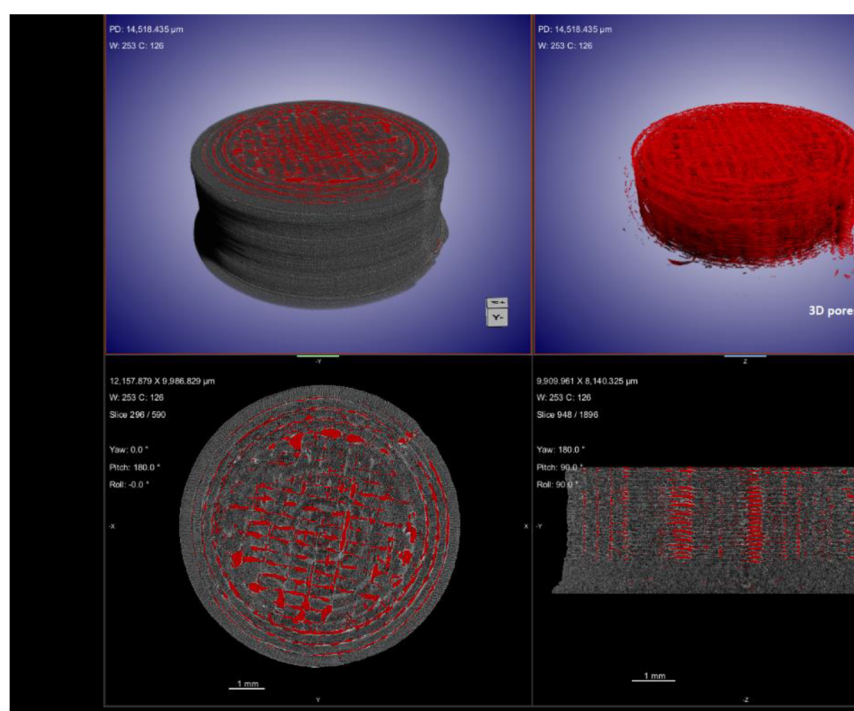 PD: 14,518.435 µm
W: 253 C: 126
Y-
-Y
PD: 14,518.435 µm
W: 253 C: 126
3D pore
Z
12,157.879 X 9,986.829 µm
W: 253 C: 126
Slice 296 / 590
Yaw: 0.0 °
Pitch: 180.0 °
Roll: -0.0 °
-X
X
1 mm
Y
9,909.961 X 8,140.325 µm
W: 253 C: 126
Slice 948 / 1896
Yaw: 180.0 °
Pitch: 90.0 °
Roll: 90.0 °
-Y
1 mm
-Z